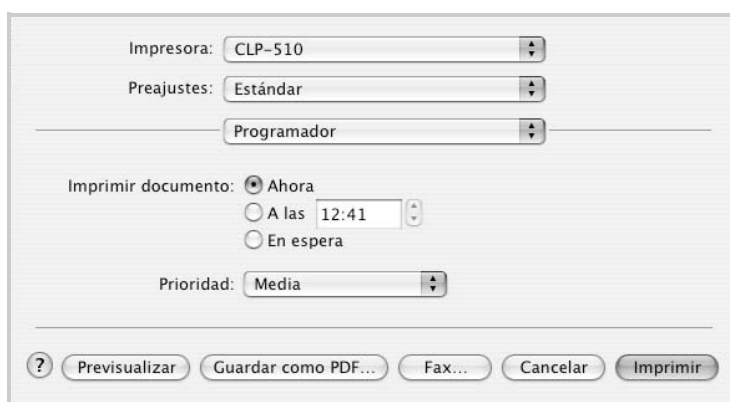 Impresora: CLP-510
Preajustes: Estándar
Programador
Imprimir documento: Ahora
A las 12:41
En espera
Prioridad: Media
? Previsualizar Guardar como PDF... Fax... Cancelar Imprimir